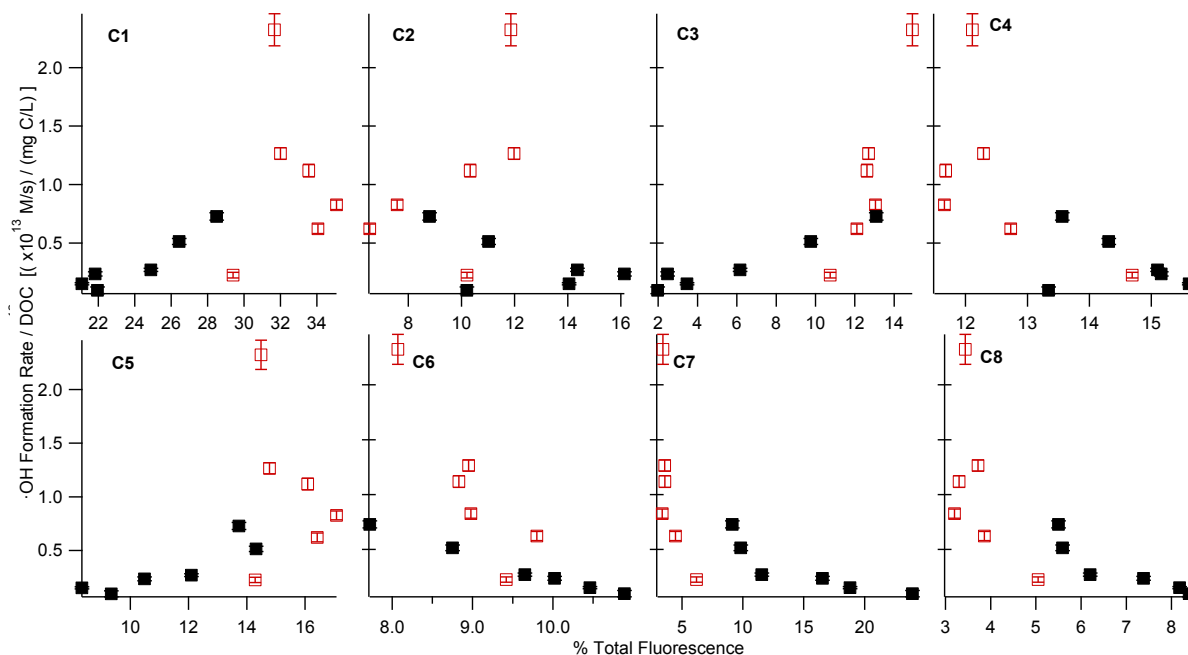 C1
C2
C3
C4
2.0
1.5
1.0
0.5
22 24 26 28 30 32 34
8 10 12 14 16
2 4 6 8 10 12 14
12 13 14 15
·OH Formation Rate / DOC [( x10¹³ M/s) / (mg C/L) ]
C5
C6
C7
C8
2.0
1.5
1.0
0.5
10 12 14 16
8.0 9.0 10.0
5 10 15 20
3 4 5 6 7 8
% Total Fluorescence